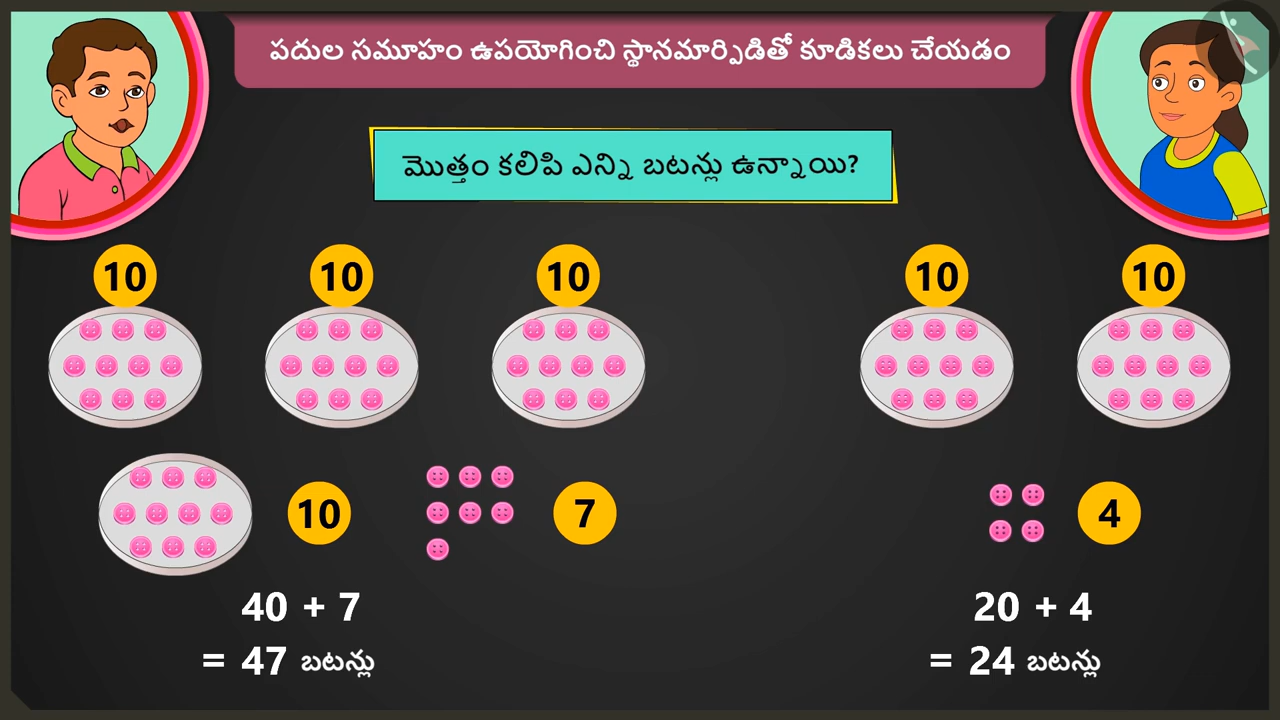 పదుల సమూహం ఉపయోగించి స్థానమార్పిడితో కూడికలు చేయడం
మొత్తం కలిపి ఎన్ని బటన్లు ఉన్నాయి?
10 10 10 10 10
10 7 4
40 + 7 20 + 4
= 47 బటన్లు = 24 బటన్లు